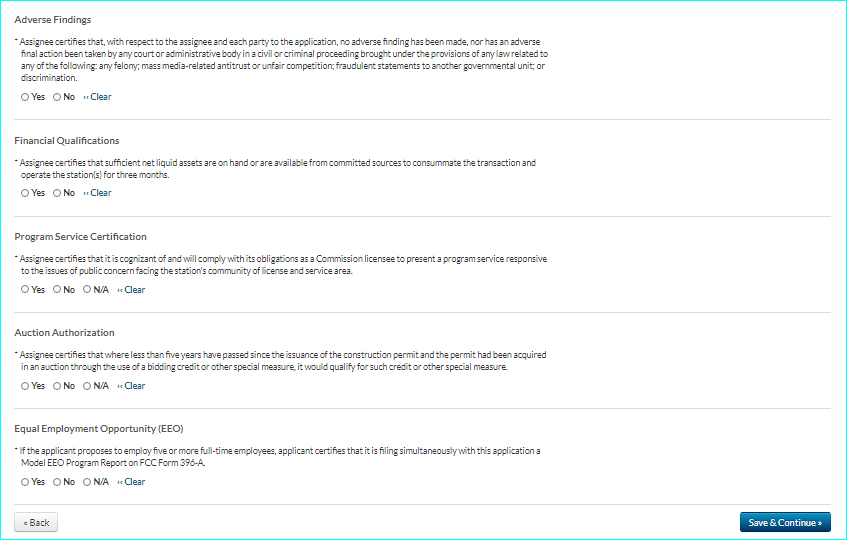 Adverse Findings
* Assignee certifies that, with respect to the assignee and each party to the application, no adverse finding has been made, nor has an adverse
final action been taken by any court or administrative body in a civil or criminal proceeding brought under the provisions of any law related to
any of the following: any felony; mass media-related antitrust or unfair competition; fraudulent statements to another governmental unit; or
discrimination.
Yes No « Clear
Financial Qualifications
* Assignee certifies that sufficient net liquid assets are on hand or are available from committed sources to consummate the transaction and
operate the station(s) for three months.
Yes No « Clear
Program Service Certification
* Assignee certifies that it is cognizant of and will comply with its obligations as a Commission licensee to present a program service responsive
to the issues of public concern facing the station's community of license and service area.
Yes No N/A « Clear
Auction Authorization
* Assignee certifies that where less than five years have passed since the issuance of the construction permit and the permit had been acquired
in an auction through the use of a bidding credit or other special measure, it would qualify for such credit or other special measure.
Yes No N/A « Clear
Equal Employment Opportunity (EEO)
* If the applicant proposes to employ five or more full-time employees, applicant certifies that it is filing simultaneously with this application a
Model EEO Program Report on FCC Form 396-A.
Yes No N/A « Clear
« Back Save & Continue »